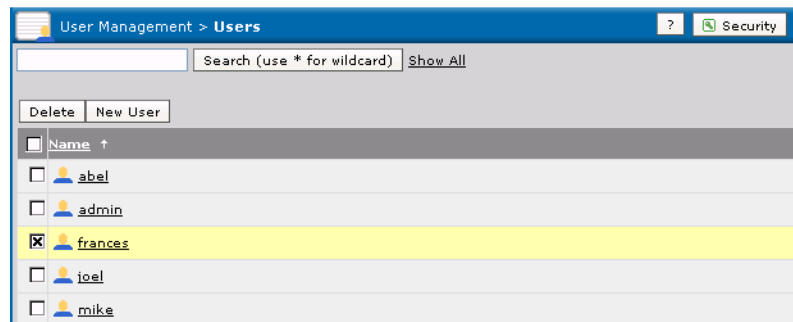 User Management > Users
? Security
Search (use * for wildcard) Show All
Delete New User
Name ↑
abel
admin
frances
joel
mike